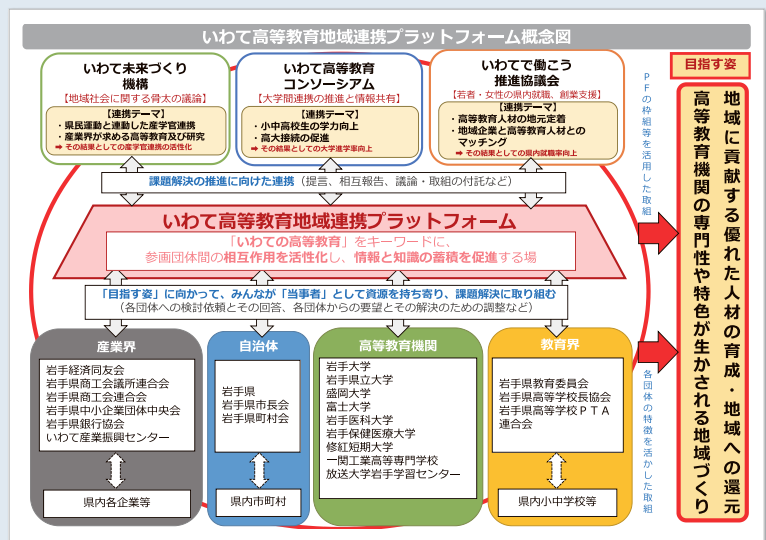 いわて高等教育地域連携プラットフォーム概念図
いわて未来づくり
機構
【地域社会に関する骨太の議論】
【連携テーマ】
・県民運動と連動した産学官連携
・産業界が求める高等教育及び研究
➡ その結果としての産学官連携の活性化
いわて高等教育
コンソーシアム
【大学間連携の推進と情報共有】
【連携テーマ】
・小中高校生の学力向上
・高大接続の促進
➡ その結果としての大学進学率向上
いわてで働こう
推進協議会
【若者・女性の県内就職、創業支援】
【連携テーマ】
・高等教育人材の地元定着
・地域企業と高等教育人材との
マッチング
➡ その結果としての県内就職率向上
課題解決の推進に向けた連携（提言、相互報告、議論・取組の付託など）
いわて高等教育地域連携プラットフォーム
「いわての高等教育」をキーワードに、
参画団体間の相互作用を活性化し、情報と知識の蓄積を促進する場
「目指す姿」に向かって、みんなが「当事者」として資源を持ち寄り、課題解決に取り組む
（各団体への検討依頼とその回答、各団体からの要望とその解決のための調整など）
産業界
岩手経済同友会
岩手県商工会議所連合会
岩手県商工会連合会
岩手県中小企業団体中央会
岩手県銀行協会
いわて産業振興センター
県内各企業等
自治体
岩手県
岩手県市長会
岩手県町村会
県内市町村
高等教育機関
岩手大学
岩手県立大学
盛岡大学
富士大学
岩手医科大学
岩手保健医療大学
修紅短期大学
一関工業高等専門学校
放送大学岩手学習センター
教育界
岩手県教育委員会
岩手県高等学校長協会
岩手県高等学校ＰＴＡ
連合会
県内小中学校等
ＰＦの枠組等を活用した取組
各団体の特徴を活かした取組
目指す姿
地域に貢献する優れた人材の育成・地域への還元
高等教育機関の専門性や特色が生かされる地域づくり